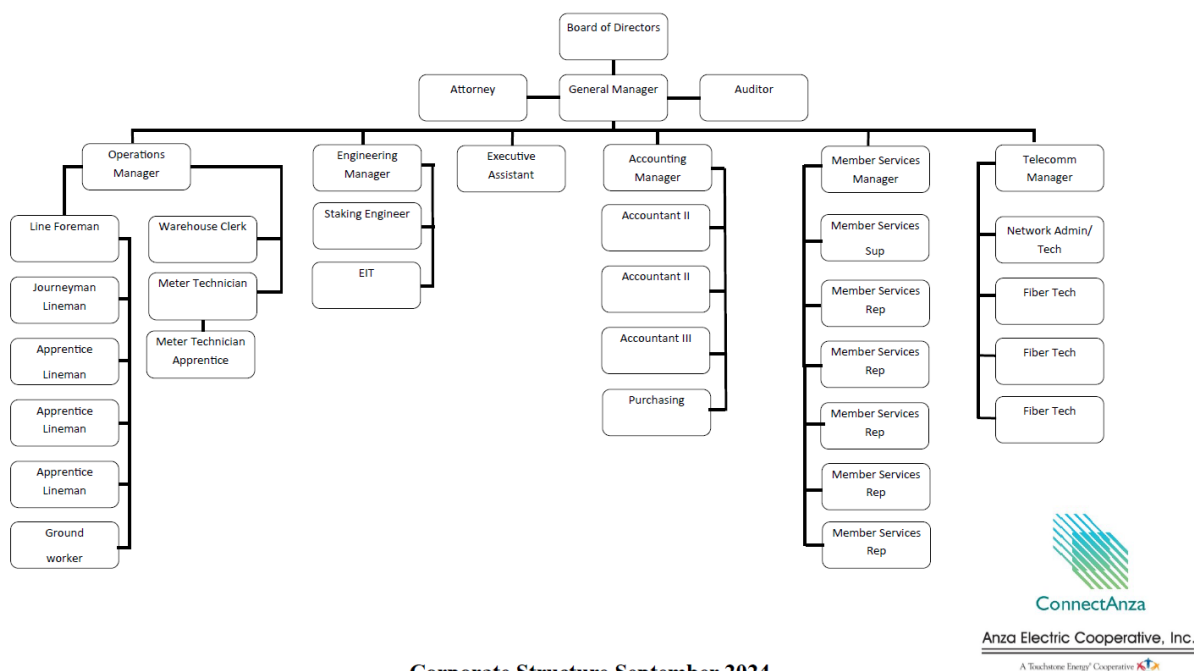 Board of Directors
Attorney
General Manager
Auditor
Operations
Manager
Engineering
Manager
Executive
Assistant
Accounting
Manager
Member Services
Manager
Telecomm
Manager
Line Foreman
Journeyman
Lineman
Apprentice
Lineman
Apprentice
Lineman
Apprentice
Lineman
Ground
worker
Warehouse Clerk
Meter Technician
Meter Technician
Apprentice
Staking Engineer
EIT
Accountant II
Accountant II
Accountant III
Purchasing
Member Services
Sup
Member Services
Rep
Member Services
Rep
Member Services
Rep
Member Services
Rep
Member Services
Rep
Network Admin/
Tech
Fiber Tech
Fiber Tech
Fiber Tech
ConnectAnza
Anza Electric Cooperative, Inc.
A Touchstone Energy® Cooperative
Corporate Structure September 2024